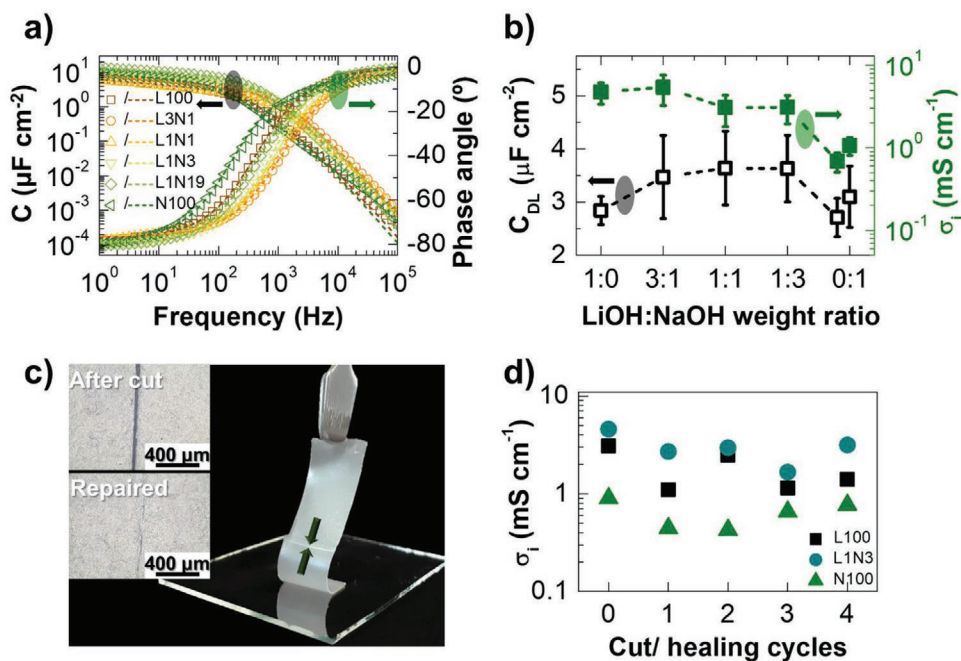 a)
C (µF cm⁻²)
10¹
10⁰
10⁻¹
10⁻²
10⁻³
10⁻⁴
/ L100
/ L3N1
/ L1N1
/ L1N3
/ L1N19
/ N100
0
-20
-40
-60
-80
Phase angle (º)
10⁰ 10¹ 10² 10³ 10⁴ 10⁵
Frequency (Hz)
b)
C_DL (µF cm⁻²)
5
4
3
2
10¹
10⁰
10⁻¹
σᵢ (mS cm⁻¹)
1:0 3:1 1:1 1:3 0:1
LiOH:NaOH weight ratio
c)
After cut
400 µm
Repaired
400 µm
d)
σᵢ (mS cm⁻¹)
10
1
0.1
L100
L1N3
N100
0 1 2 3 4
Cut/ healing cycles